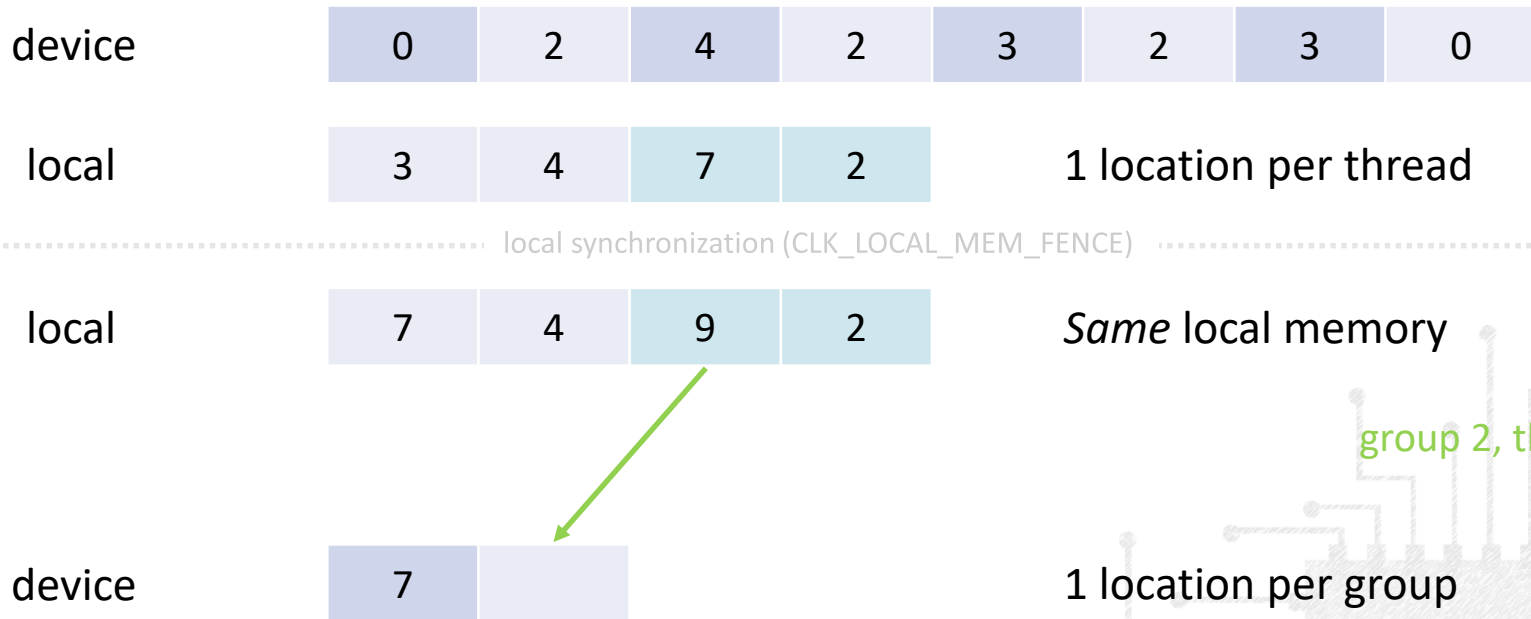 device 0 2 4 2 3 2 3 0
local 3 4 7 2 1 location per thread
local synchronization (CLK_LOCAL_MEM_FENCE)
local 7 4 9 2 Same local memory
group 2,
device 7 1 location per group